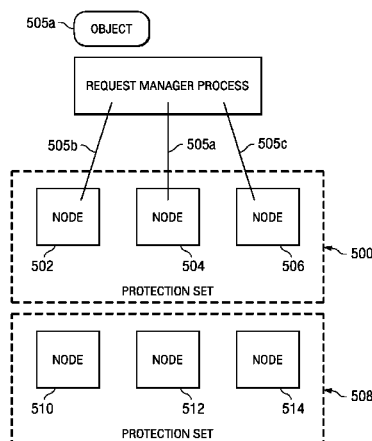 505a
OBJECT
REQUEST MANAGER PROCESS
505b
505a
505c
NODE
NODE
NODE
502
504
506
500
PROTECTION SET
NODE
NODE
NODE
510
512
514
508
PROTECTION SET